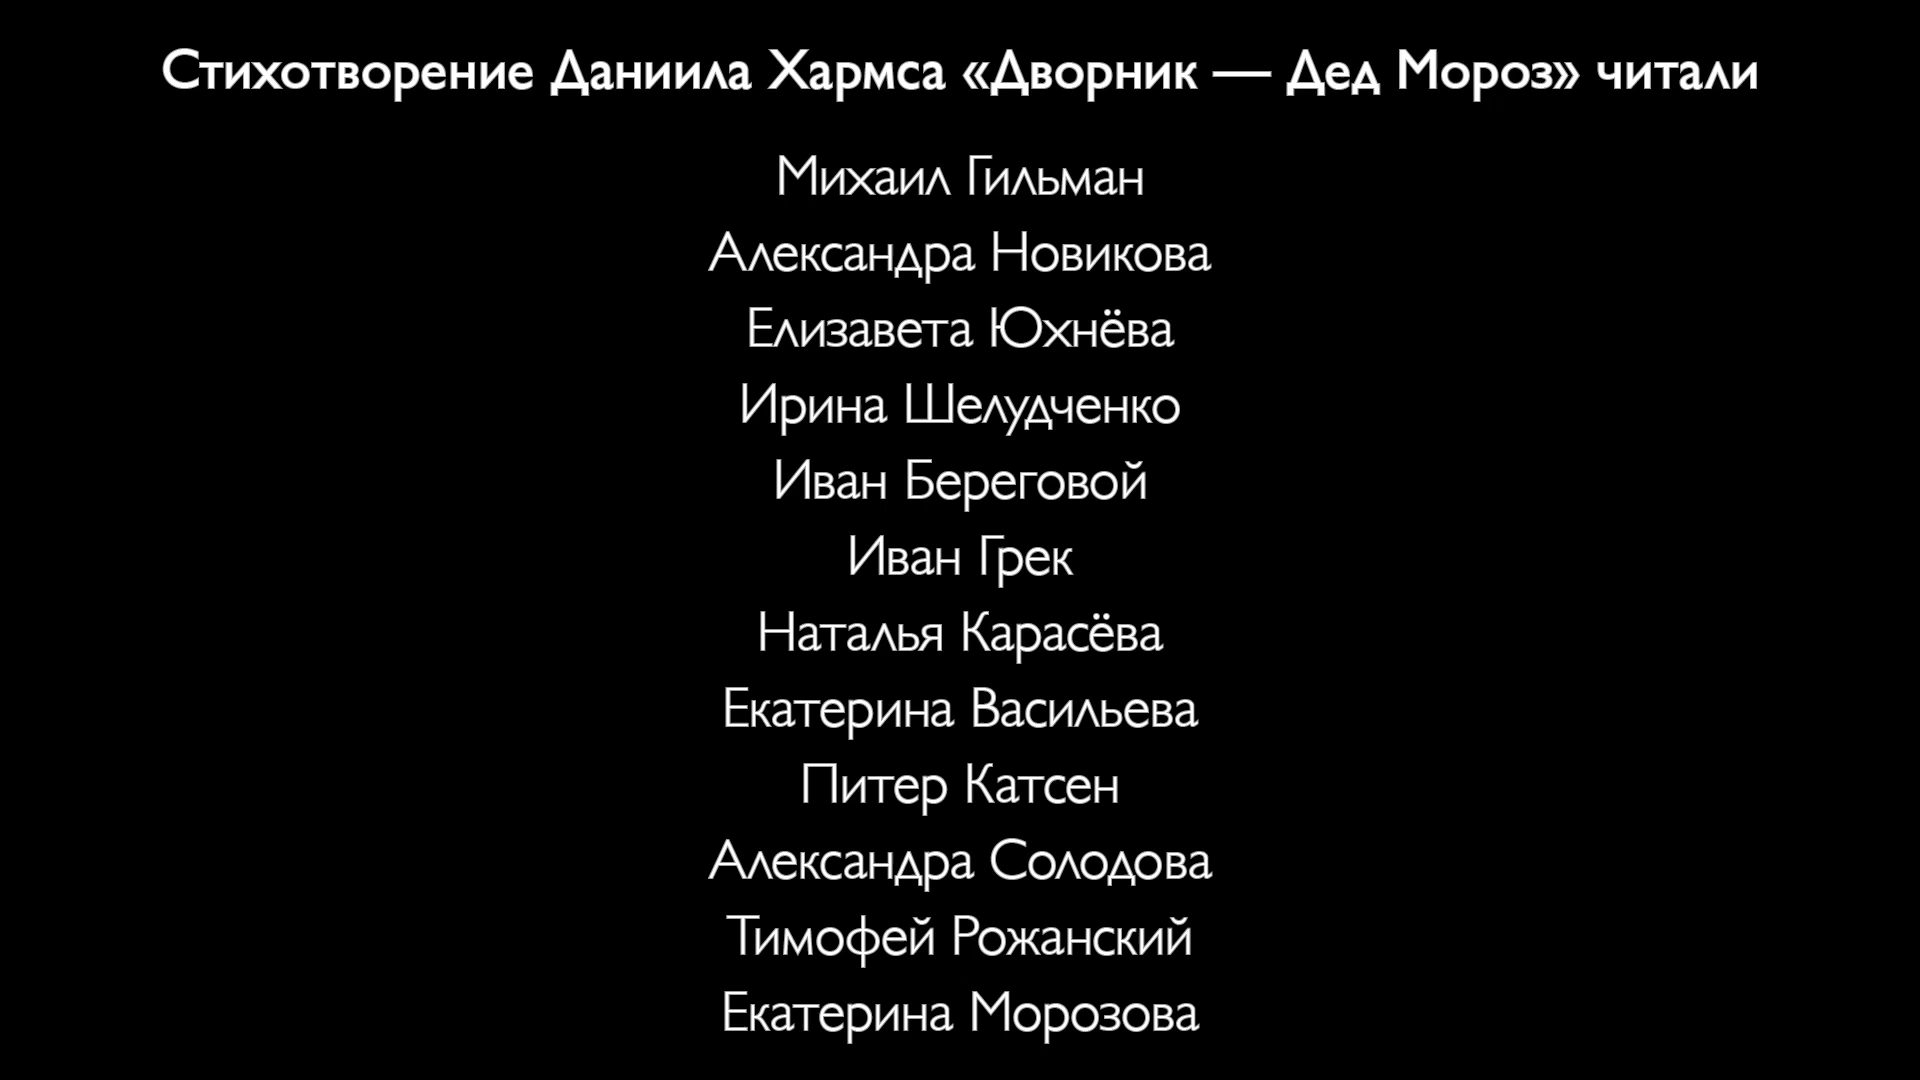 Стихотворение Даниила Хармса «Дворник — Дед Мороз» читали
Михаил Гильман
Александра Новикова
Елизавета Юхнёва
Ирина Шелудченко
Иван Береговой
Иван Грек
Наталья Карасёва
Екатерина Васильева
Питер Катсен
Александра Солодова
Тимофей Рожанский
Екатерина Морозова